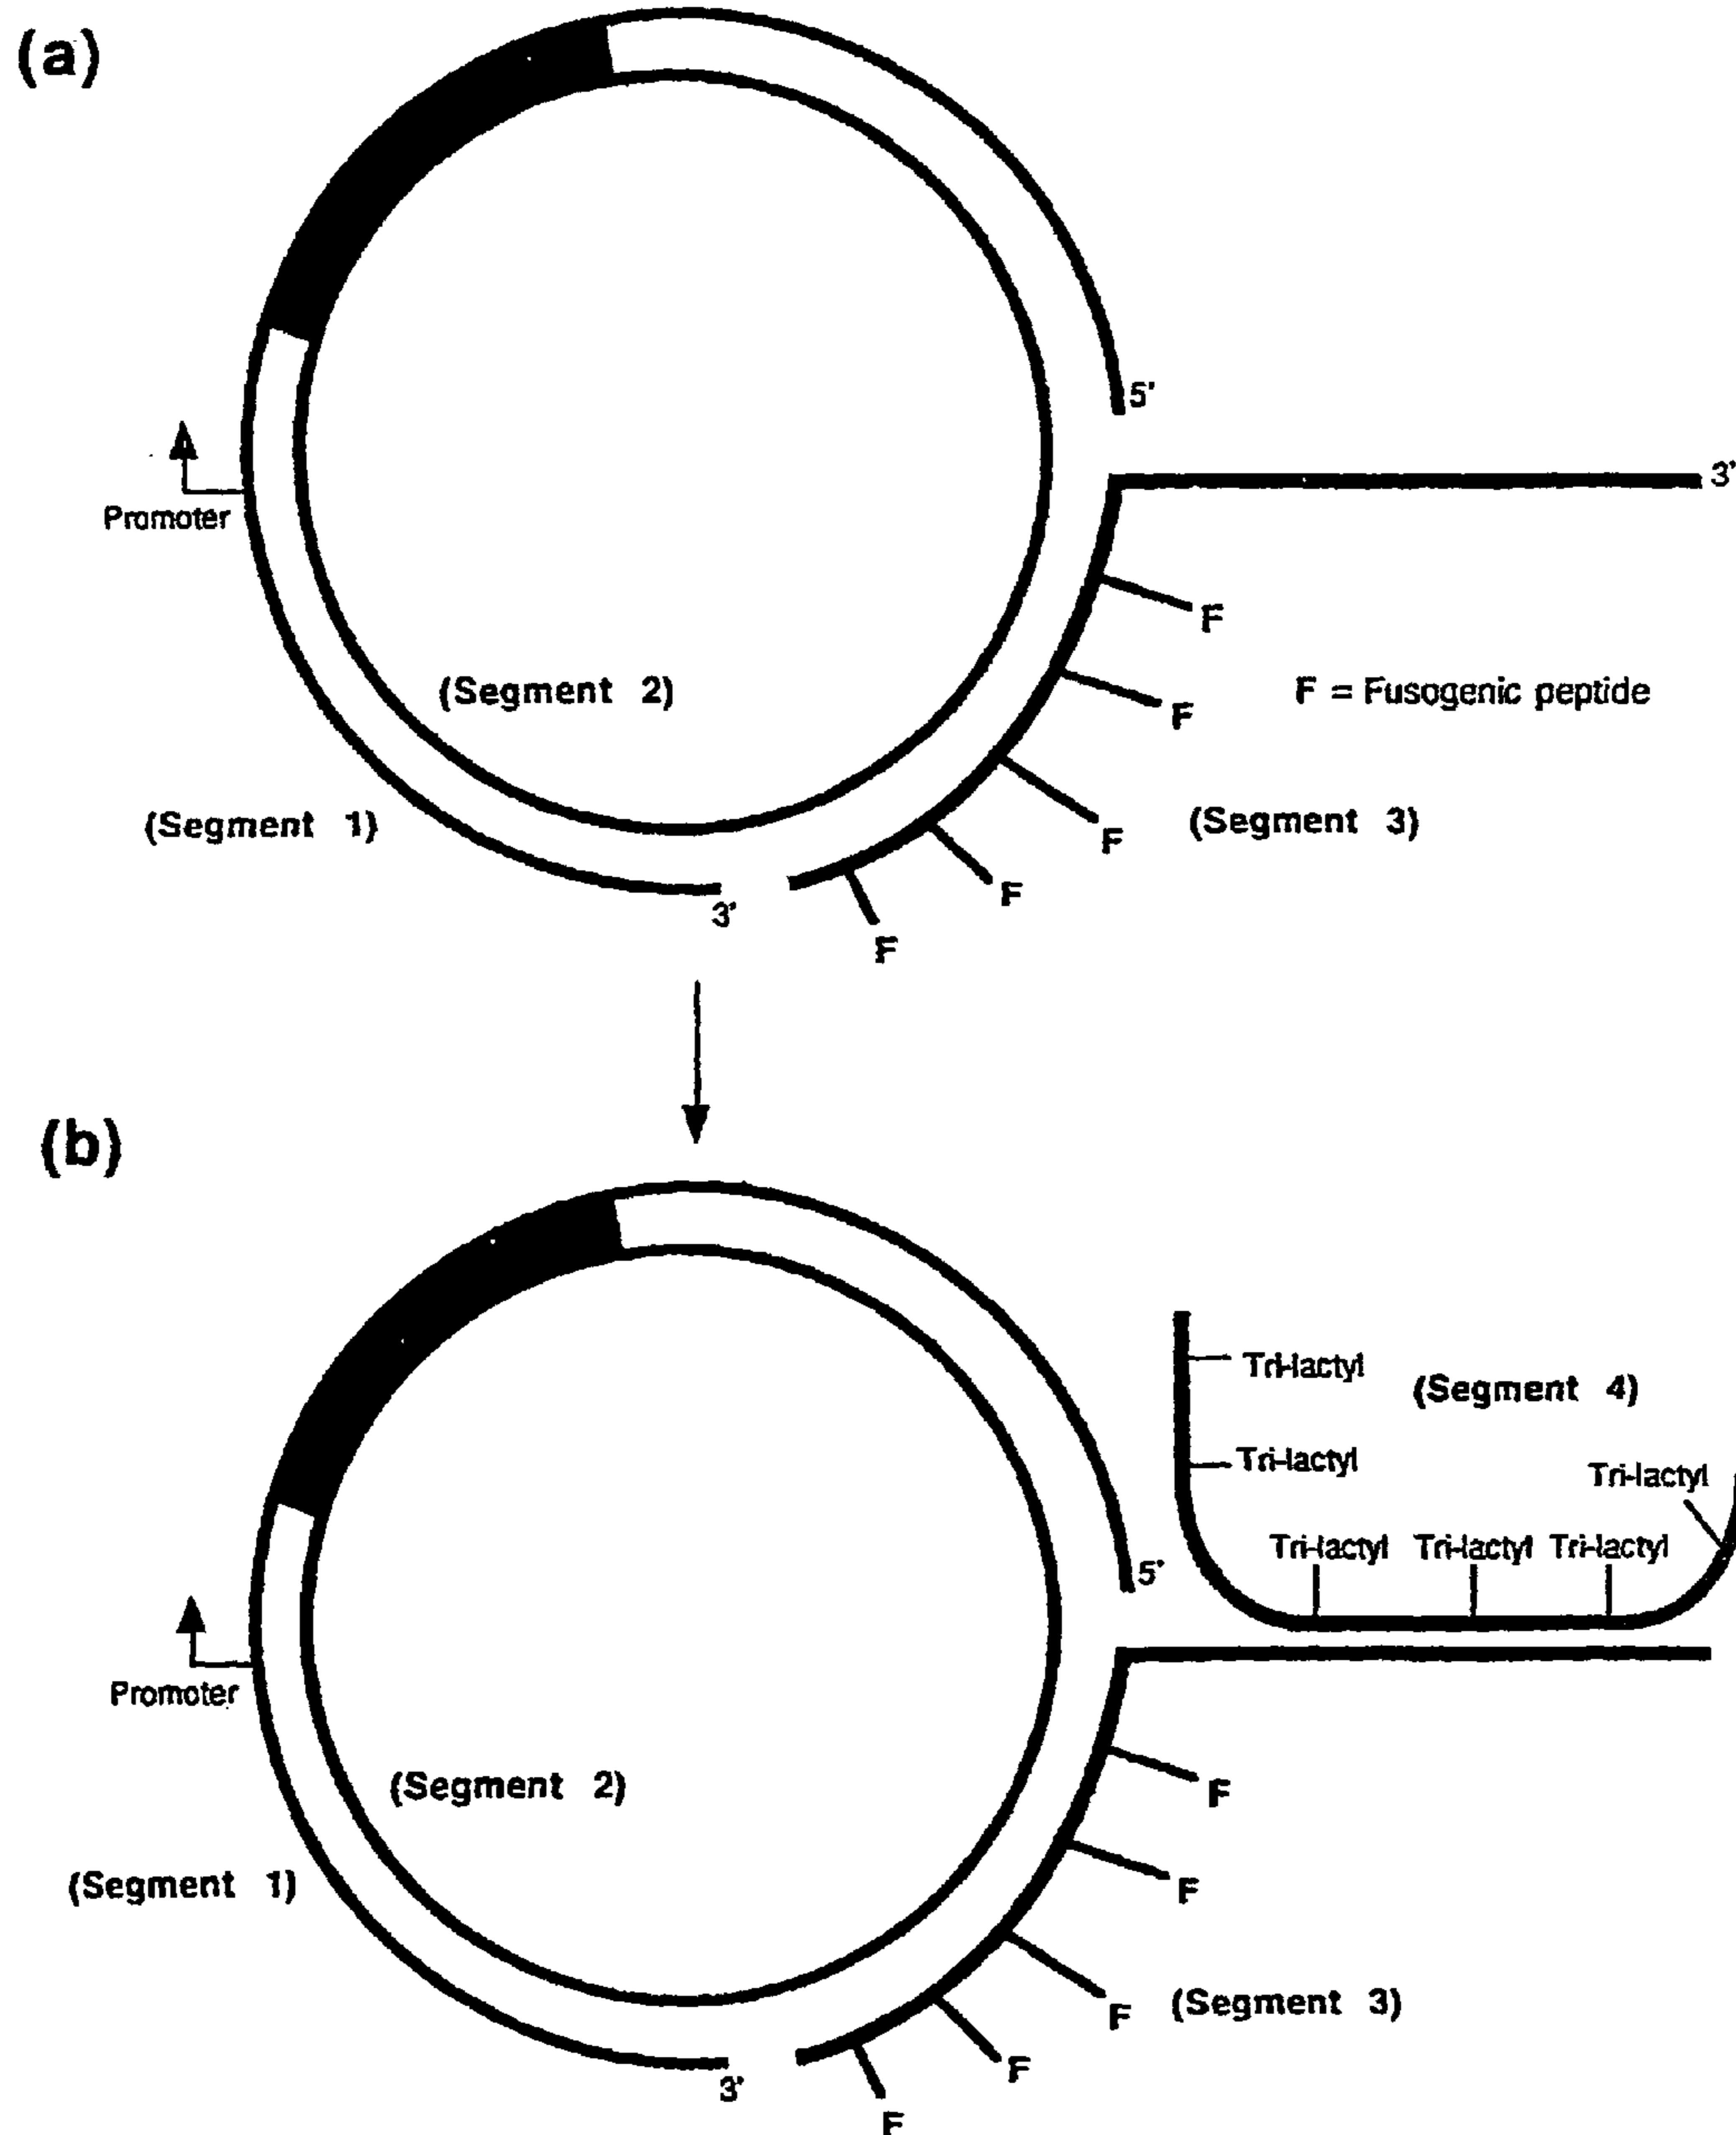 (a)
5'
3'
Promoter
F
F
(Segment 2)
F = Fusogenic peptide
F
(Segment 1)
(Segment 3)
F
3'
F
(b)
Tri-lactyl
(Segment 4)
Tri-lactyl
Tri-lactyl
Tri-lactyl Tri-lactyl Tri-lactyl
5'
Promoter
F
(Segment 2)
F
(Segment 1)
F
(Segment 3)
F
3'
F